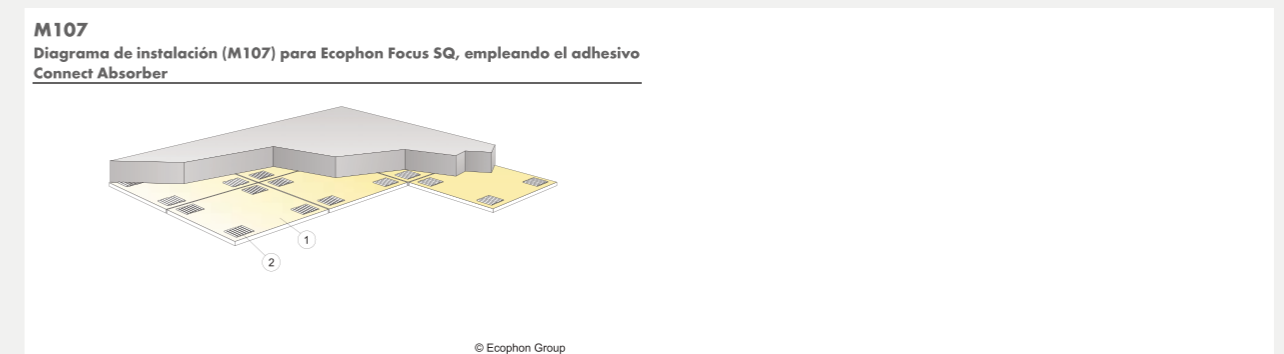 M107
Diagrama de instalación (M107) para Ecophon Focus SQ, empleando el adhesivo
Connect Absorber
1
2
© Ecophon Group